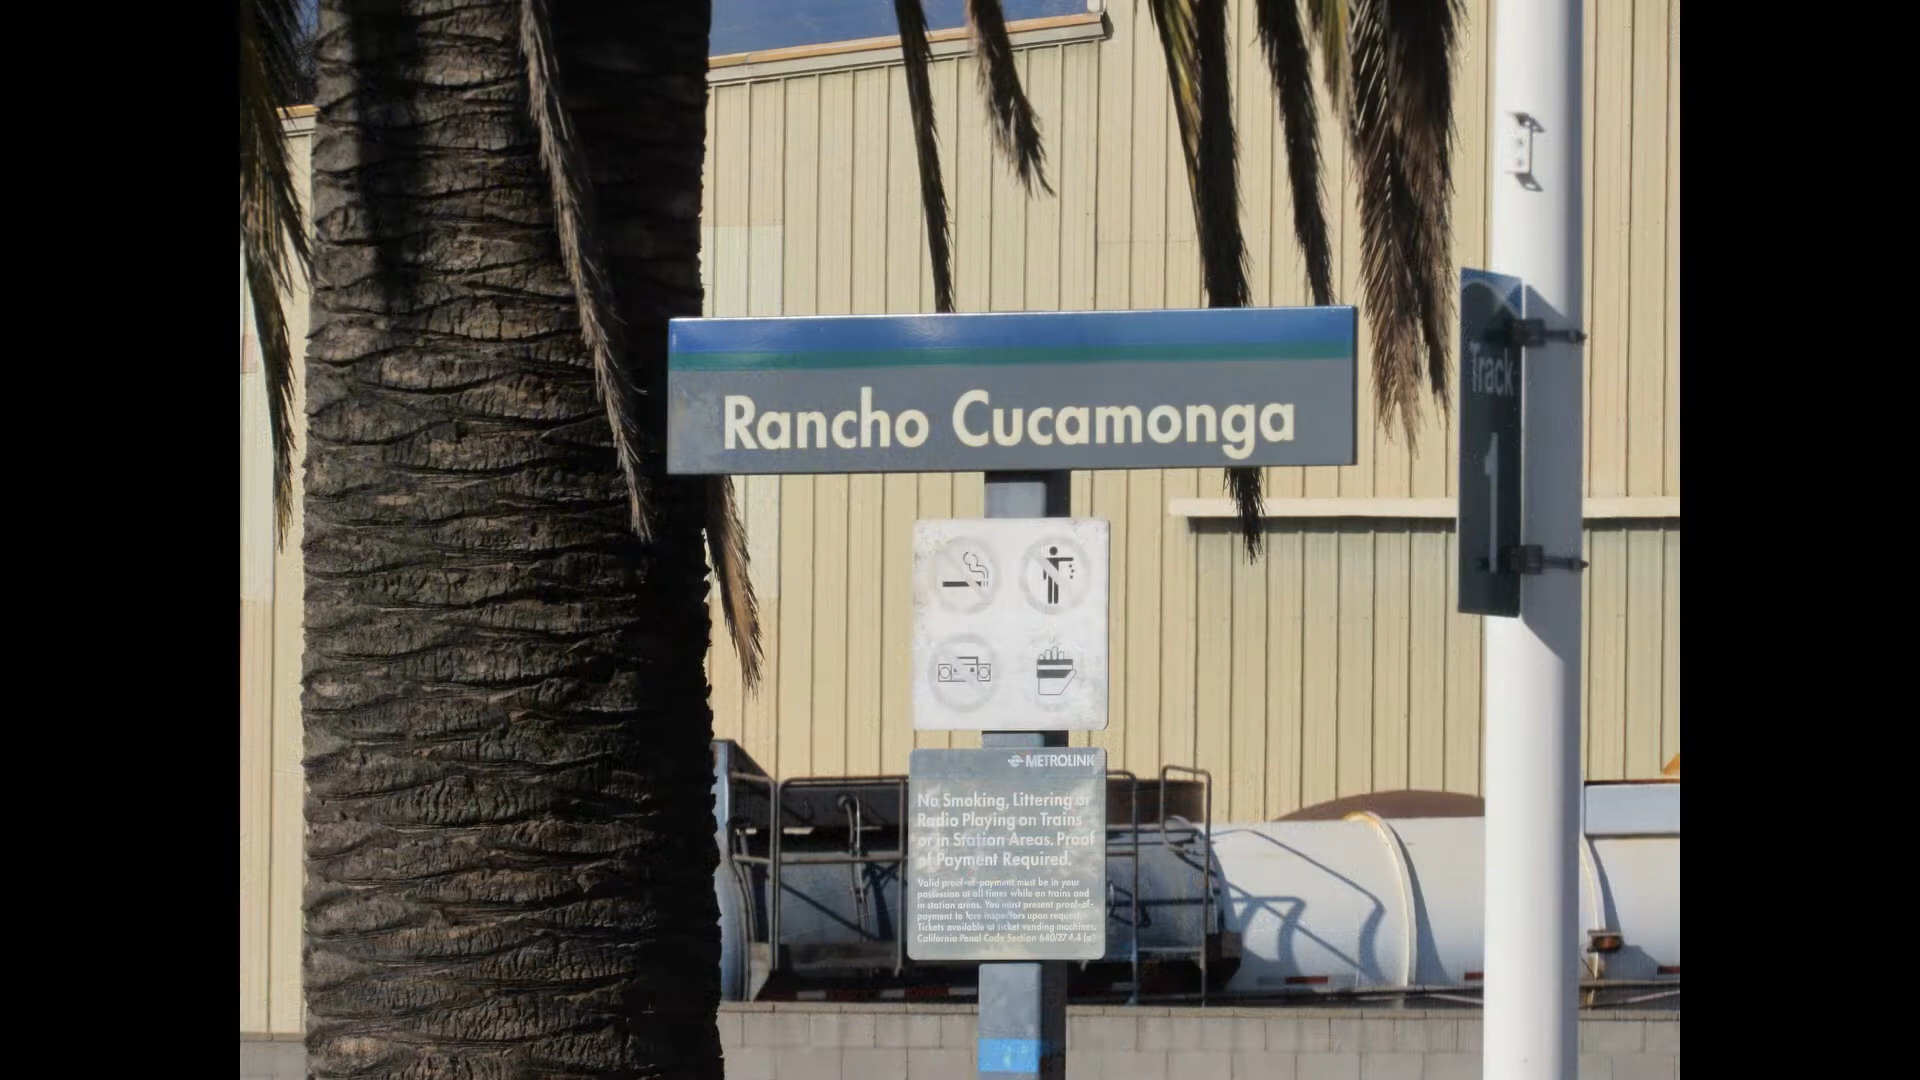 Rancho Cucamonga
Track
1
METROLINK
No Smoking, Littering or
Radio Playing on Trains
or in Station Areas. Proof
of Payment Required.
Valid proof-of-payment must be in your
possession at all times while on trains and
in station areas. You must present proof-of-
payment to fare inspectors upon request.
Tickets available at ticket vending machines.
California Penal Code Section 640/374.4 (a)